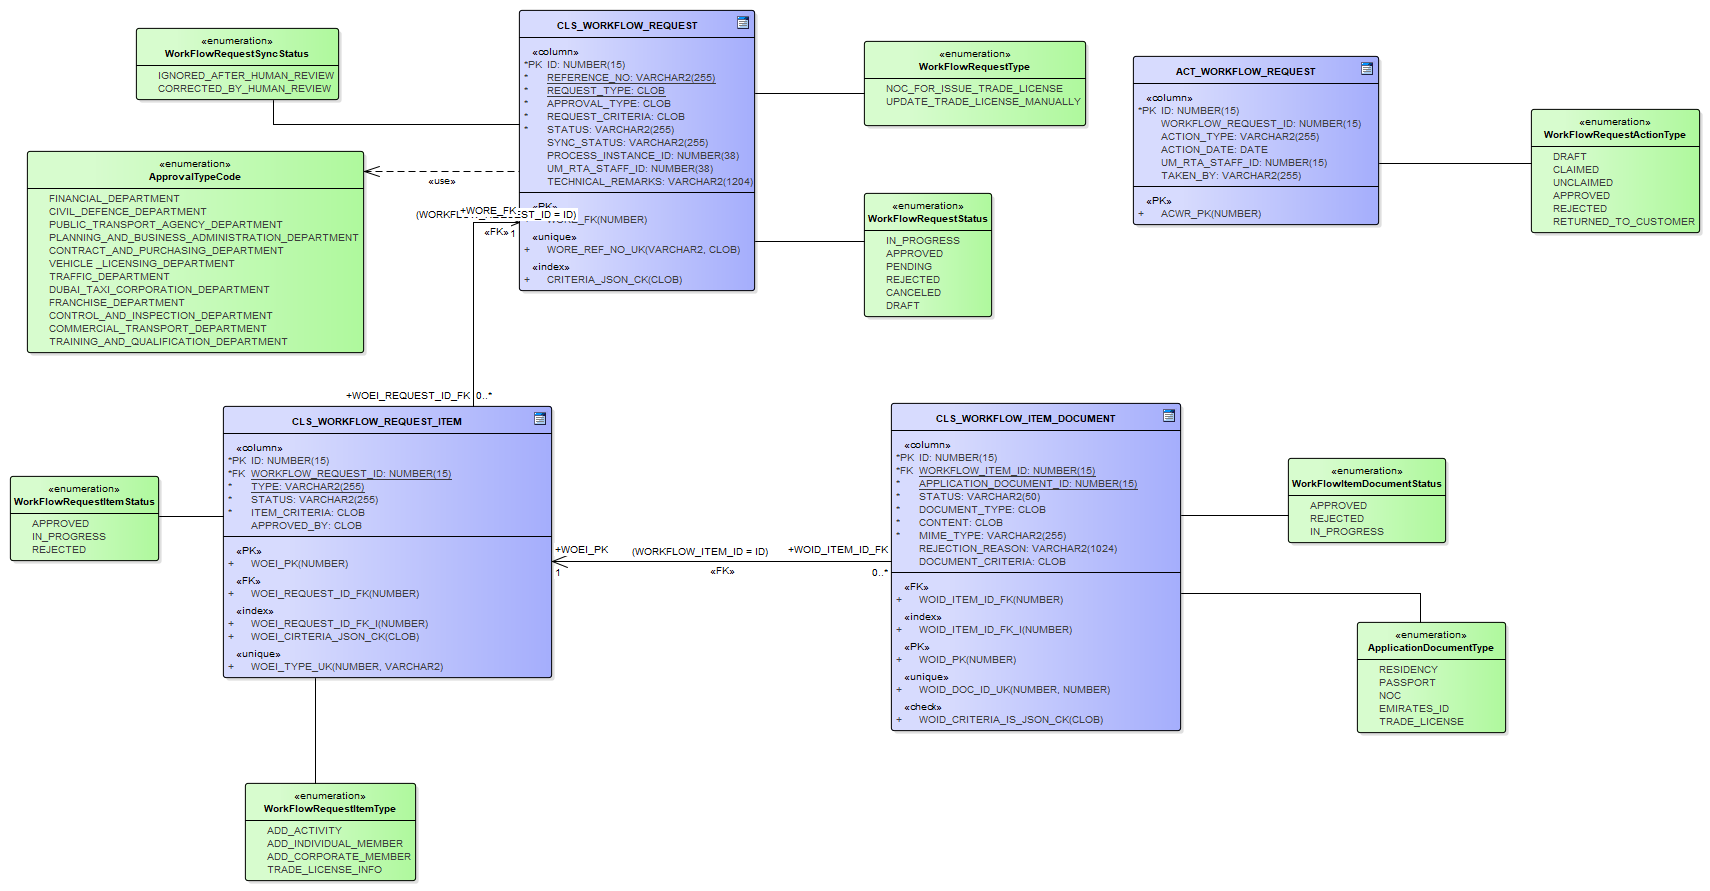 «enumeration»
WorkFlowRequestSyncStatus
IGNORED_AFTER_HUMAN_REVIEW
CORRECTED_BY_HUMAN_REVIEW
CLS_WORKFLOW_REQUEST
«column»
*PK ID: NUMBER(15)
* REFERENCE_NO: VARCHAR2(255)
* REQUEST_TYPE: CLOB
* APPROVAL_TYPE: CLOB
* REQUEST_CRITERIA: CLOB
* STATUS: VARCHAR2(255)
SYNC_STATUS: VARCHAR2(255)
PROCESS_INSTANCE_ID: NUMBER(38)
UM_RTA_STAFF_ID: NUMBER(38)
TECHNICAL_REMARKS: VARCHAR2(1204)
«PK»
WORE_FK(NUMBER)
«unique»
+ WORE_REF_NO_UK(VARCHAR2, CLOB)
«index»
+ CRITERIA_JSON_CK(CLOB)
«enumeration»
WorkFlowRequestType
NOC_FOR_ISSUE_TRADE_LICENSE
UPDATE_TRADE_LICENSE_MANUALLY
ACT_WORKFLOW_REQUEST
«column»
*PK ID: NUMBER(15)
WORKFLOW_REQUEST_ID: NUMBER(15)
ACTION_TYPE: VARCHAR2(255)
ACTION_DATE: DATE
UM_RTA_STAFF_ID: NUMBER(15)
TAKEN_BY: VARCHAR2(255)
«PK»
+ ACWR_PK(NUMBER)
«enumeration»
WorkFlowRequestActionType
DRAFT
CLAIMED
UNCLAIMED
APPROVED
REJECTED
RETURNED_TO_CUSTOMER
«enumeration»
ApprovalTypeCode
FINANCIAL_DEPARTMENT
CIVIL_DEFENCE_DEPARTMENT
PUBLIC_TRANSPORT_AGENCY_DEPARTMENT
PLANNING_AND_BUSINESS_ADMINISTRATION_DEPARTMENT
CONTRACT_AND_PURCHASING_DEPARTMENT
VEHICLE _LICENSING_DEPARTMENT
TRAFFIC_DEPARTMENT
DUBAI_TAXI_CORPORATION_DEPARTMENT
FRANCHISE_DEPARTMENT
CONTROL_AND_INSPECTION_DEPARTMENT
COMMERCIAL_TRANSPORT_DEPARTMENT
TRAINING_AND_QUALIFICATION_DEPARTMENT
«use»
+WORE_FK
(WORKFLOW_REQUEST_ID = ID)
«FK» 1
«enumeration»
WorkFlowRequestStatus
IN_PROGRESS
APPROVED
PENDING
REJECTED
CANCELED
DRAFT
+WOEI_REQUEST_ID_FK 0..*
CLS_WORKFLOW_REQUEST_ITEM
«column»
*PK ID: NUMBER(15)
*FK WORKFLOW_REQUEST_ID: NUMBER(15)
* TYPE: VARCHAR2(255)
* STATUS: VARCHAR2(255)
* ITEM_CRITERIA: CLOB
APPROVED_BY: CLOB
«PK»
+ WOEI_PK(NUMBER)
«FK»
+ WOEI_REQUEST_ID_FK(NUMBER)
«index»
+ WOEI_REQUEST_ID_FK_I(NUMBER)
+ WOEI_CIRTERIA_JSON_CK(CLOB)
«unique»
+ WOEI_TYPE_UK(NUMBER, VARCHAR2)
«enumeration»
WorkFlowRequestItemStatus
APPROVED
IN_PROGRESS
REJECTED
+WOEI_PK (WORKFLOW_ITEM_ID = ID) +WOID_ITEM_ID_FK
1 «FK» 0..*
CLS_WORKFLOW_ITEM_DOCUMENT
«column»
*PK ID: NUMBER(15)
*FK WORKFLOW_ITEM_ID: NUMBER(15)
* APPLICATION_DOCUMENT_ID: NUMBER(15)
* STATUS: VARCHAR2(50)
* DOCUMENT_TYPE: CLOB
* CONTENT: CLOB
* MIME_TYPE: VARCHAR2(255)
REJECTION_REASON: VARCHAR2(1024)
DOCUMENT_CRITERIA: CLOB
«FK»
+ WOID_ITEM_ID_FK(NUMBER)
«index»
+ WOID_ITEM_ID_FK_I(NUMBER)
«PK»
+ WOID_PK(NUMBER)
«unique»
+ WOID_DOC_ID_UK(NUMBER, NUMBER)
«check»
+ WOID_CRITERIA_IS_JSON_CK(CLOB)
«enumeration»
WorkFlowItemDocumentStatus
APPROVED
REJECTED
IN_PROGRESS
«enumeration»
ApplicationDocumentType
RESIDENCY
PASSPORT
NOC
EMIRATES_ID
TRADE_LICENSE
«enumeration»
WorkFlowRequestItemType
ADD_ACTIVITY
ADD_INDIVIDUAL_MEMBER
ADD_CORPORATE_MEMBER
TRADE_LICENSE_INFO